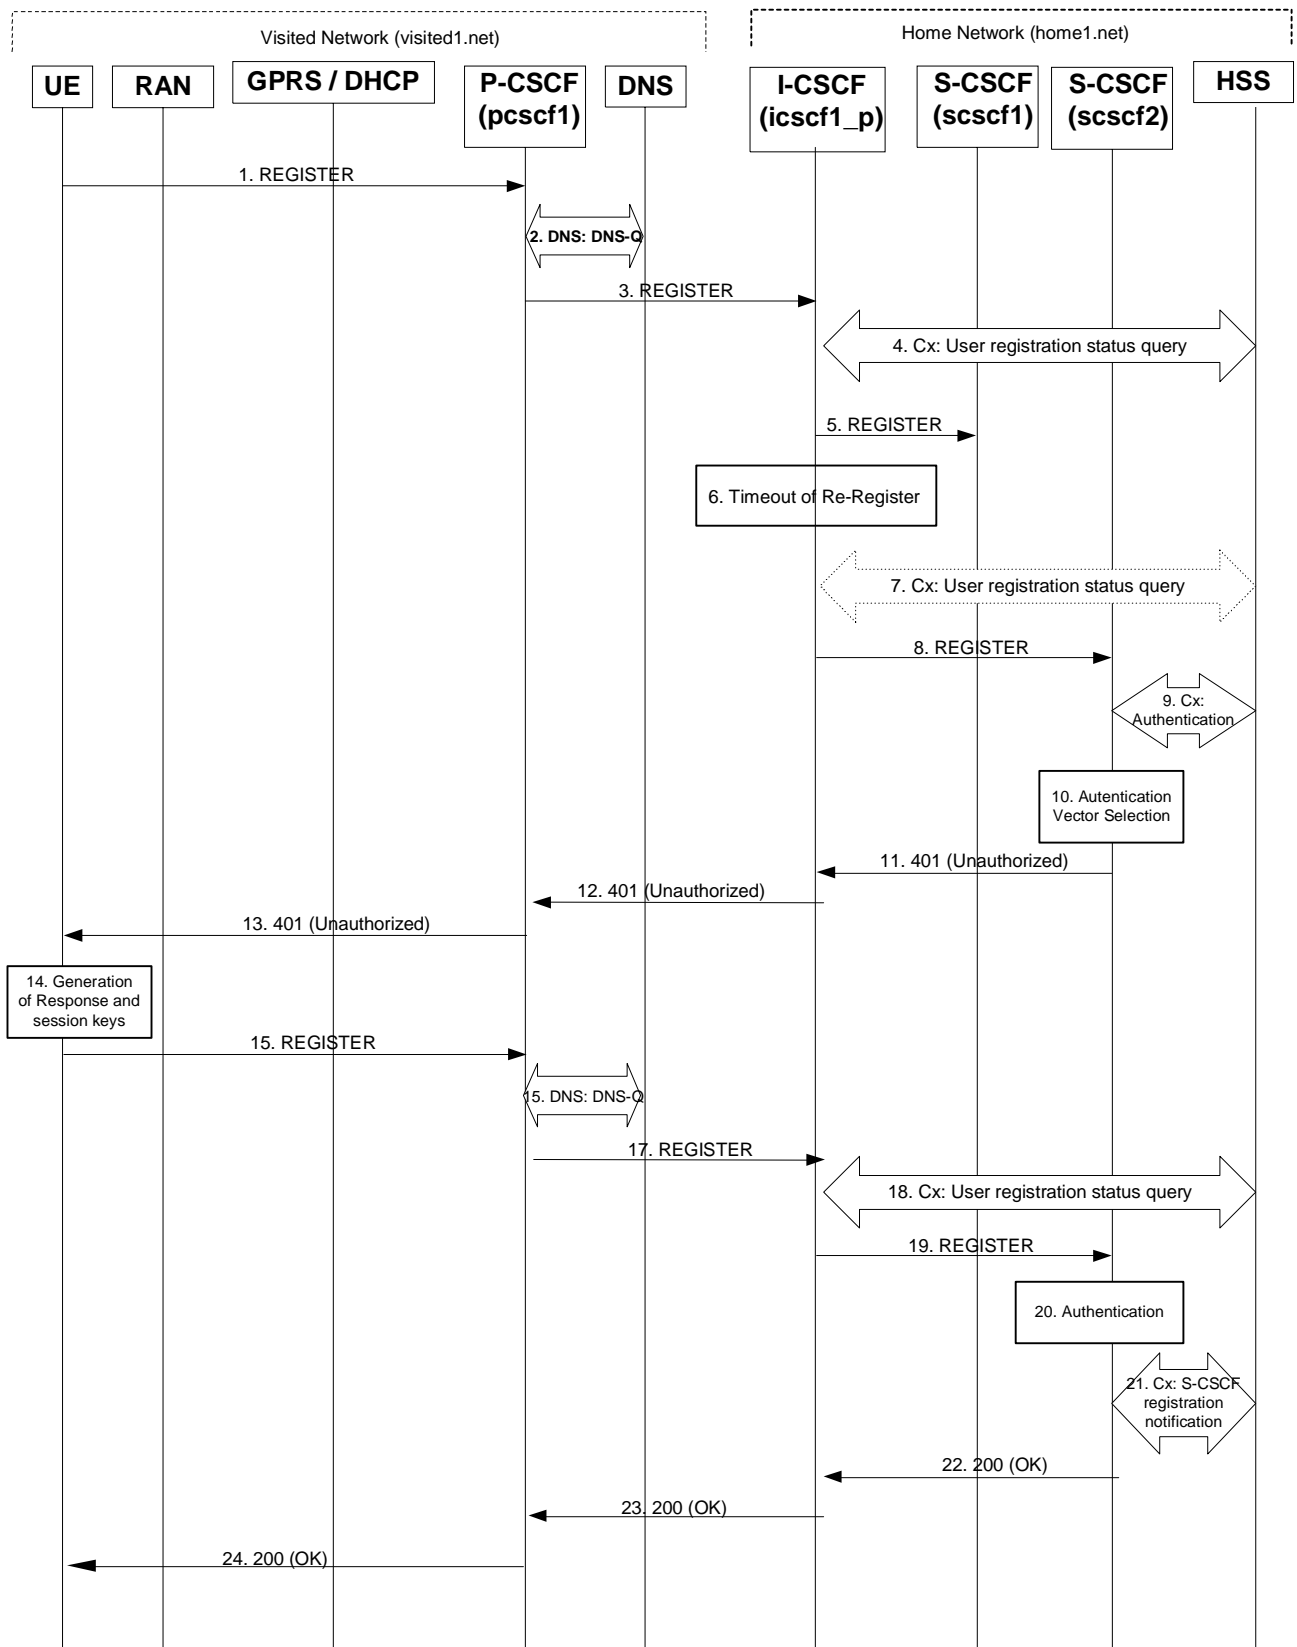 Visited Network (visited1.net)
Home Network (home1.net)
UE
RAN
GPRS / DHCP
P-CSCF
(pcscf1)
DNS
I-CSCF
(icscf1_p)
S-CSCF
(scscf1)
S-CSCF
(scscf2)
HSS
1. REGISTER
2. DNS: DNS-Q
3. REGISTER
4. Cx: User registration status query
5. REGISTER
6. Timeout of Re-Register
7. Cx: User registration status query
8. REGISTER
9. Cx:
Authentication
10. Autentication
Vector Selection
11. 401 (Unauthorized)
12. 401 (Unauthorized)
13. 401 (Unauthorized)
14. Generation
of Response and
session keys
15. REGISTER
15. DNS: DNS-Q
17. REGISTER
18. Cx: User registration status query
19. REGISTER
20. Authentication
21. Cx: S-CSCF
registration
notification
22. 200 (OK)
23. 200 (OK)
24. 200 (OK)